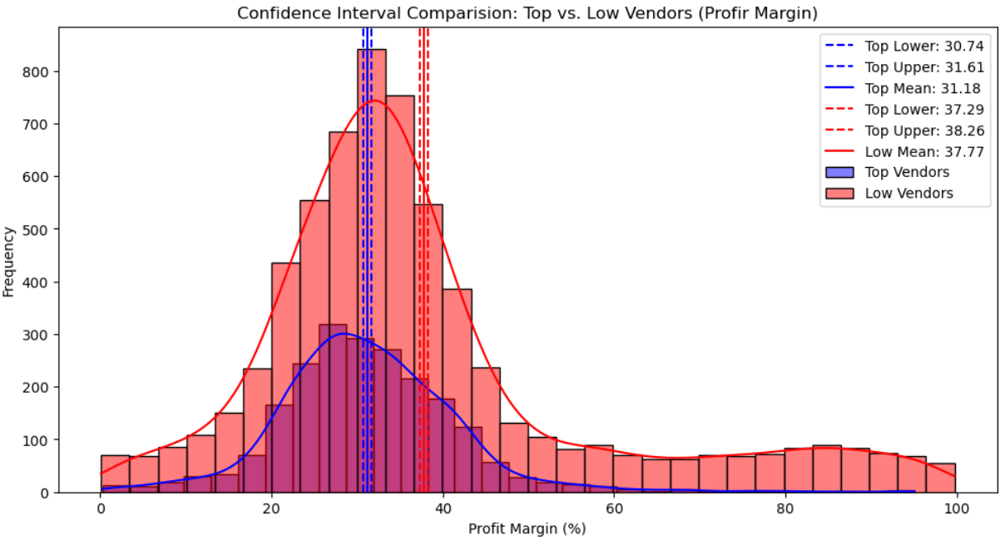 Confidence Interval Comparision: Top vs. Low Vendors (Profir Margin)
Top Lower: 30.74
Top Upper: 31.61
Top Mean: 31.18
Top Lower: 37.29
Top Upper: 38.26
Low Mean: 37.77
Top Vendors
Low Vendors
Frequency
800
700
600
500
400
300
200
100
0
0 20 40 60 80 100
Profit Margin (%)